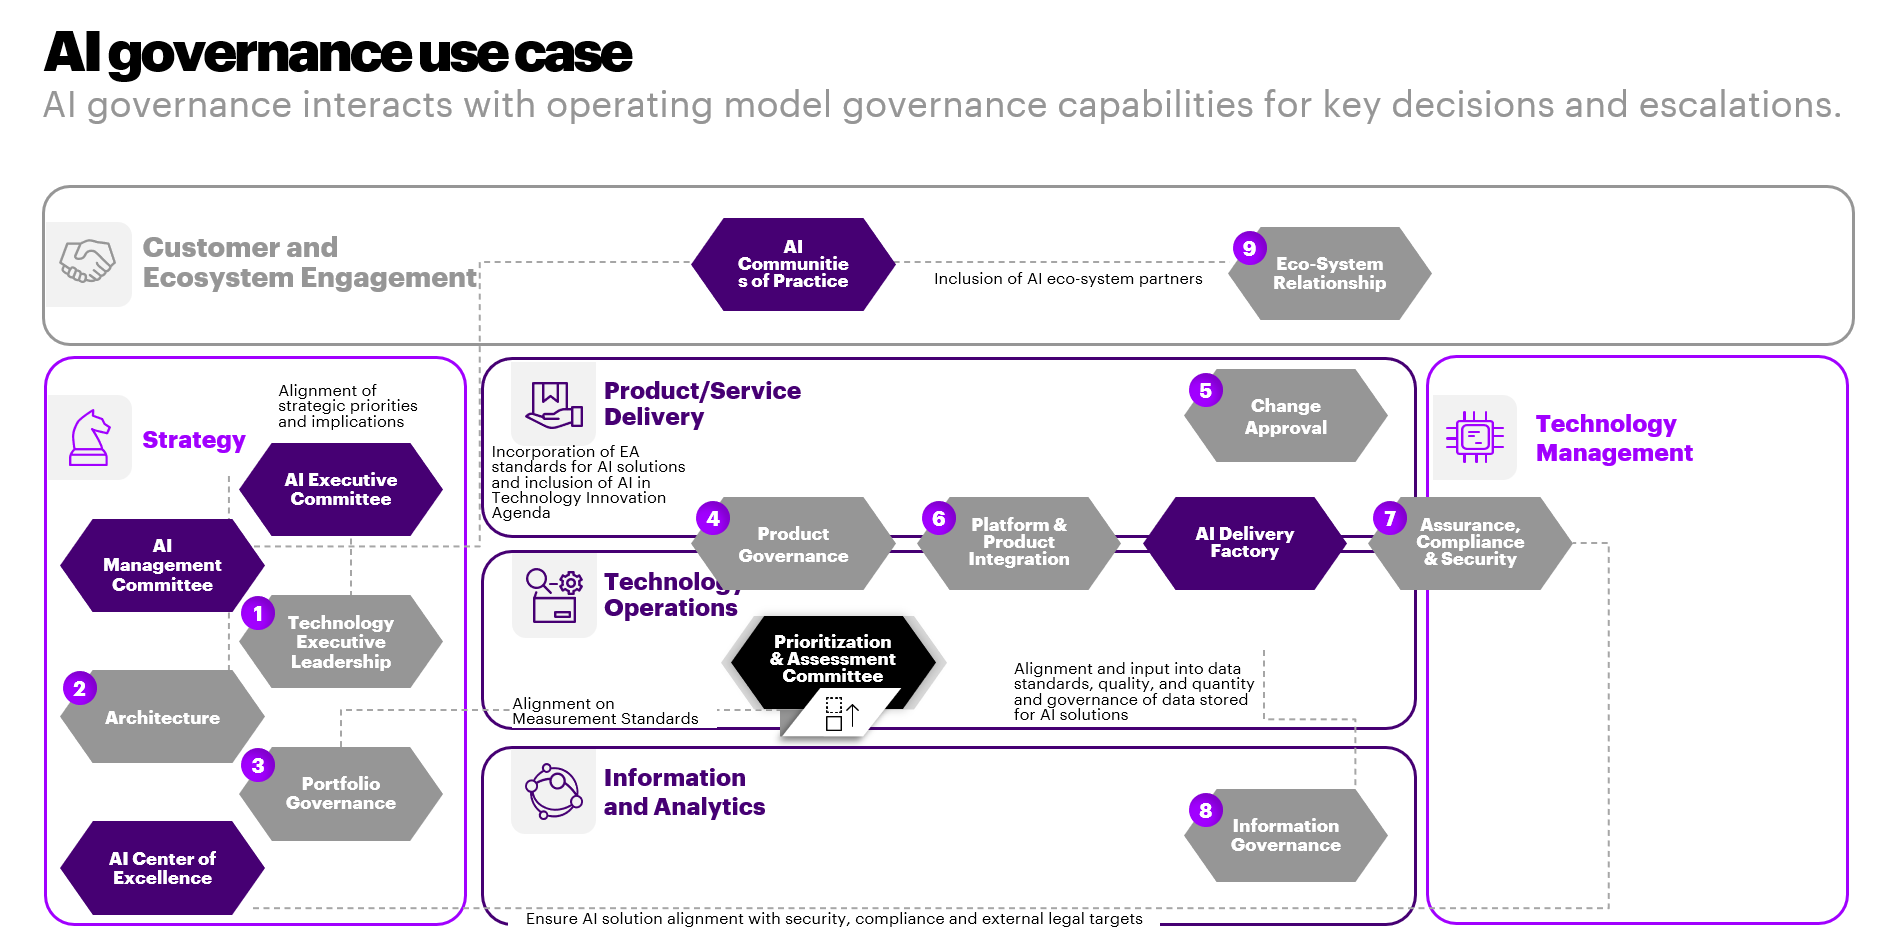 AI governance use case
AI governance interacts with operating model governance capabilities for key decisions and escalations.
Customer and
Ecosystem Engagement
AI
Communitie
s of Practice
Inclusion of AI eco-system partners
9
Eco-System
Relationship
Strategy
Alignment of
strategic priorities
and implications
AI Executive
Committee
AI
Management
Committee
1
Technology
Executive
Leadership
2
Architecture
3
Portfolio
Governance
AI Center of
Excellence
Product/Service
Delivery
Incorporation of EA
standards for AI solutions
and inclusion of AI in
Technology Innovation
Agenda
5
Change
Approval
4
Product
Governance
6
Platform &
Product
Integration
AI Delivery
Factory
7
Assurance,
Compliance
& Security
Technology
Management
Technology
Operations
Prioritization
& Assessment
Committee
Alignment on
Measurement Standards
Alignment and input into data
standards, quality, and quantity
and governance of data stored
for AI solutions
Information
and Analytics
8
Information
Governance
Ensure AI solution alignment with security, compliance and external legal targets